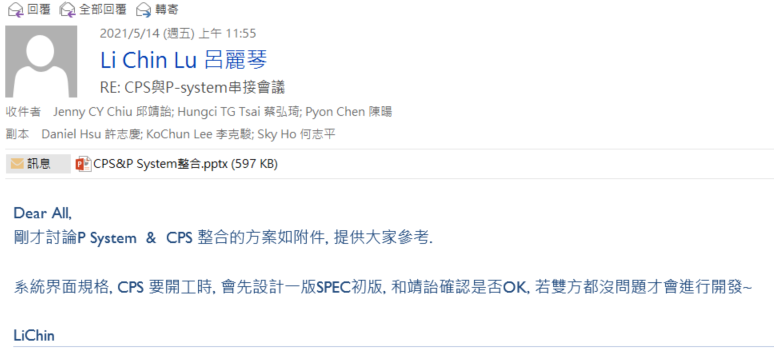 回覆 全部回覆 轉寄
2021/5/14 (週五) 上午 11:55
Li Chin Lu 呂麗琴
RE: CPS與P-system串接會議
收件者 Jenny CY Chiu 邱靖詒; Hungci TG Tsai 蔡弘琦; Pyon Chen 陳暘
副本 Daniel Hsu 許志慶; KoChun Lee 李克駿; Sky Ho 何志平
訊息 CPS&P System整合.pptx (597 KB)
Dear All,
剛才討論P System & CPS 整合的方案如附件, 提供大家參考.
系統界面規格, CPS 要開工時, 會先設計一版SPEC初版, 和靖詒確認是否OK, 若雙方都沒問題才會進行開發~
LiChin